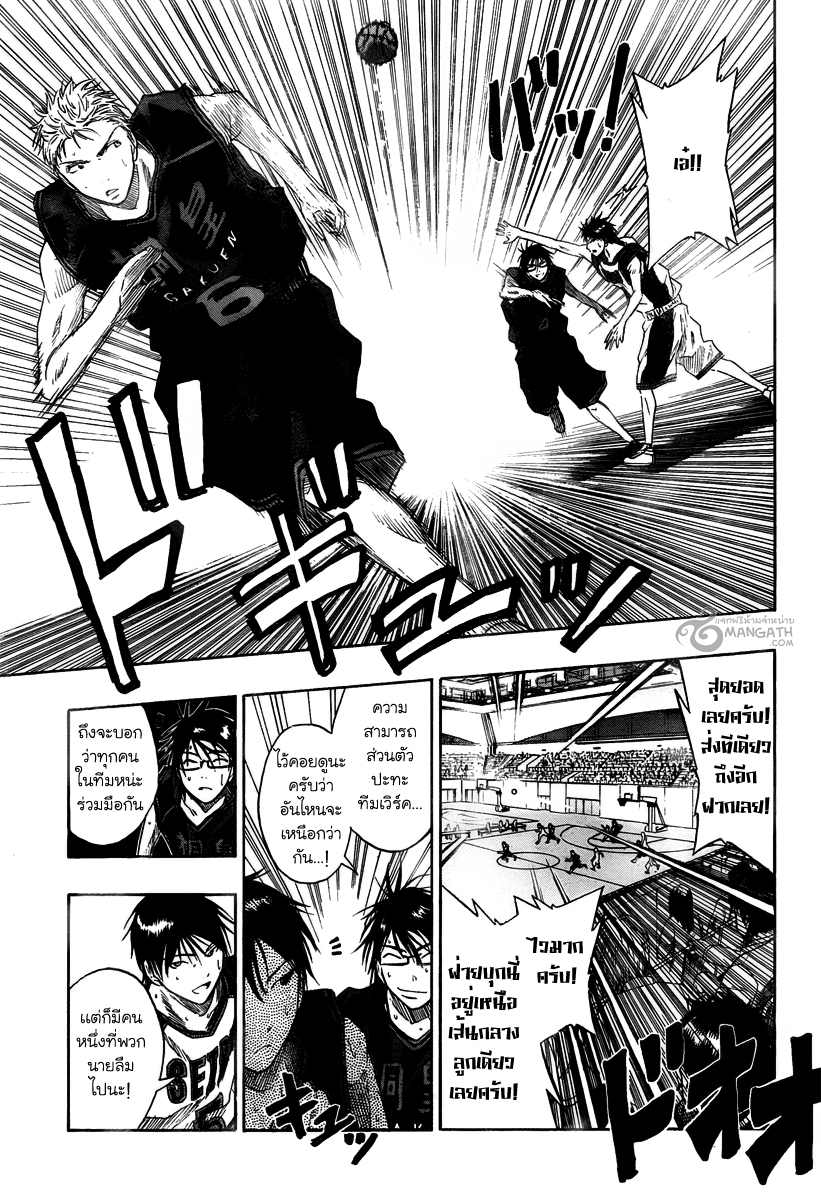 バッ!
เอ๋!!
桐皇
GAKUEN
6
ドギュッ
แจกฟรีห้ามจำหน่าย
MANGATH
.COM
สุดยอด
เลยครับ!
ส่งทีเดียว
ถึงอีก
ฝากเลย!
ไวมาก
ครับ!
ฝ่ายบุกนี่
อยู่เหนือ
เส้นกลาง
ลูกเดียว
เลยครับ!
ドオオ
ความ
สามารถ
ส่วนตัว
ปะทะ
ทีมเวิร์ค...
ไว้คอยดูนะ
ครับว่า
อันไหนจะ
เหนือกว่า
กัน...!
キュッ
ถึงจะบอก
ว่าทุกคน
ในทีมหน่ะ
ร่วมมือกัน
แต่ก็มีคน
หนึ่งที่พวก
นายลืม
ไปนะ!